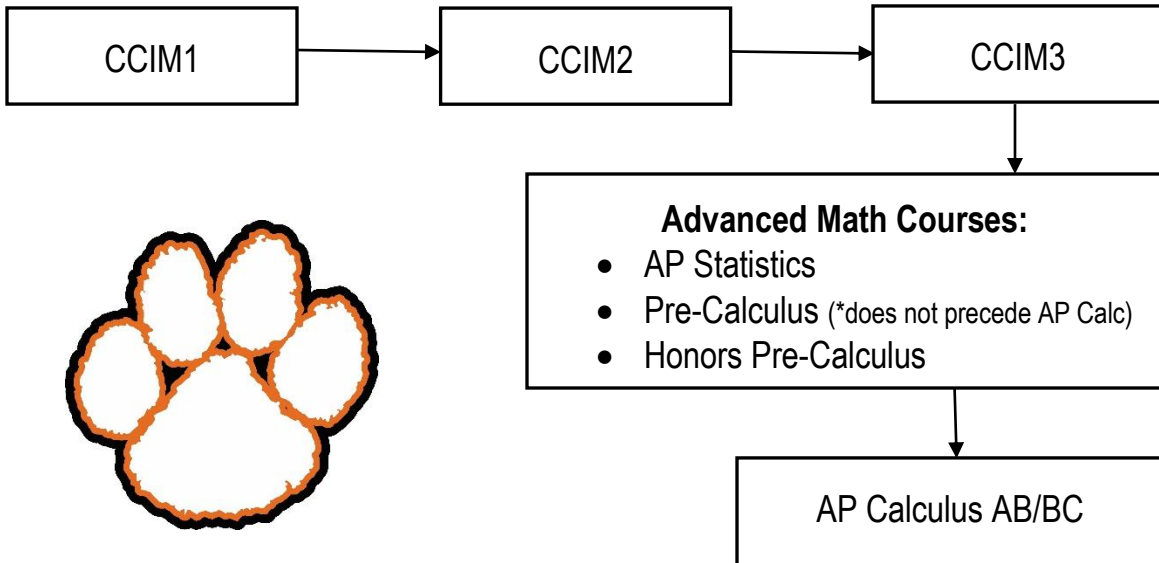 CCIM1
CCIM2
CCIM3
Advanced Math Courses:
• AP Statistics
• Pre-Calculus (*does not precede AP Calc)
• Honors Pre-Calculus
AP Calculus AB/BC